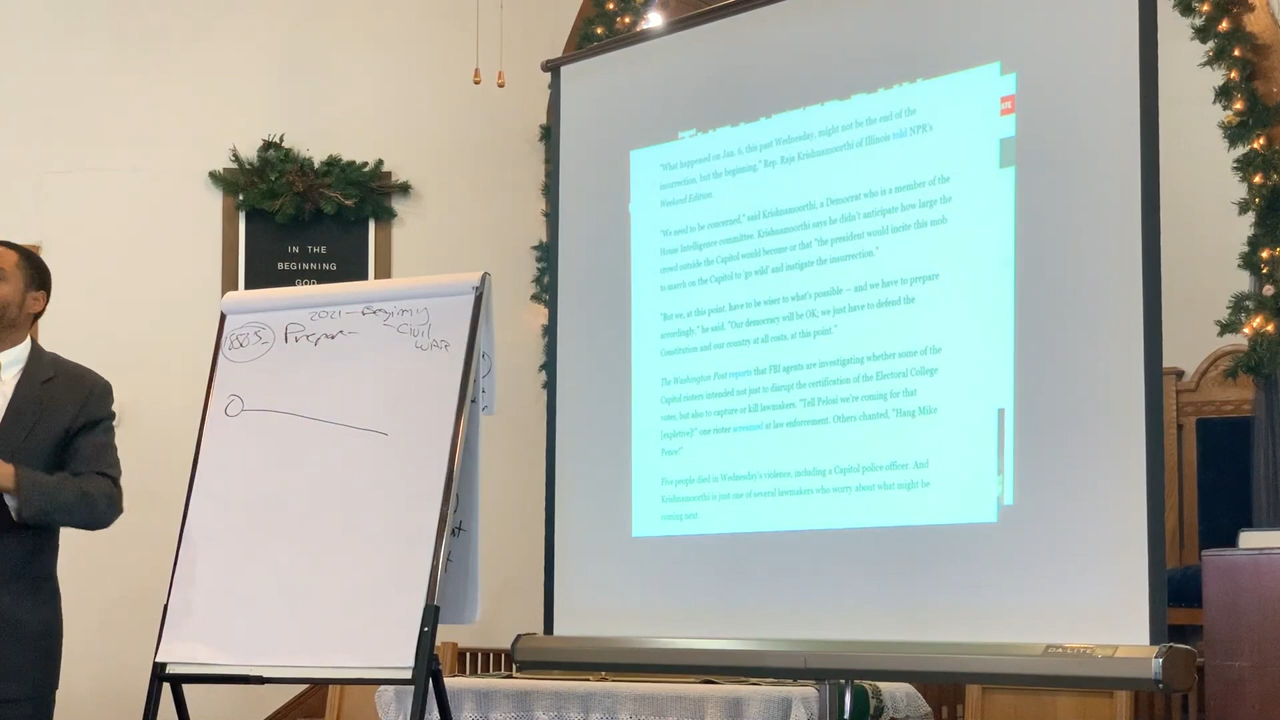 IN THE
BEGINNING
GOD
2021 - Beginning
1888 Prepare - Civil
WAR
"What happened on Jan. 6, this past Wednesday, might not be the end of the
insurrection, but the beginning," Rep. Raja Krishnamoorthi of Illinois told NPR's
Weekend Edition.
"We need to be concerned," said Krishnamoorthi, a Democrat who is a member of the
House Intelligence committee. Krishnamoorthi says he didn't anticipate how large the
crowd outside the Capitol would become or that "the president would incite this mob
to march on the Capitol to 'go wild' and instigate the insurrection."
"But we, at this point, have to be wiser to what's possible — and we have to prepare
accordingly," he said. "Our democracy will be OK; we just have to defend the
Constitution and our country at all costs, at this point."
The Washington Post reports that FBI agents are investigating whether some of the
Capitol rioters intended not just to disrupt the certification of the Electoral College
votes, but also to capture or kill lawmakers. "Tell Pelosi we're coming for that
[expletive]!" one rioter screamed at law enforcement. Others chanted, "Hang Mike
Pence!"
Five people died in Wednesday's violence, including a Capitol police officer. And
Krishnamoorthi is just one of several lawmakers who worry about what might be
coming next
DA-LITE